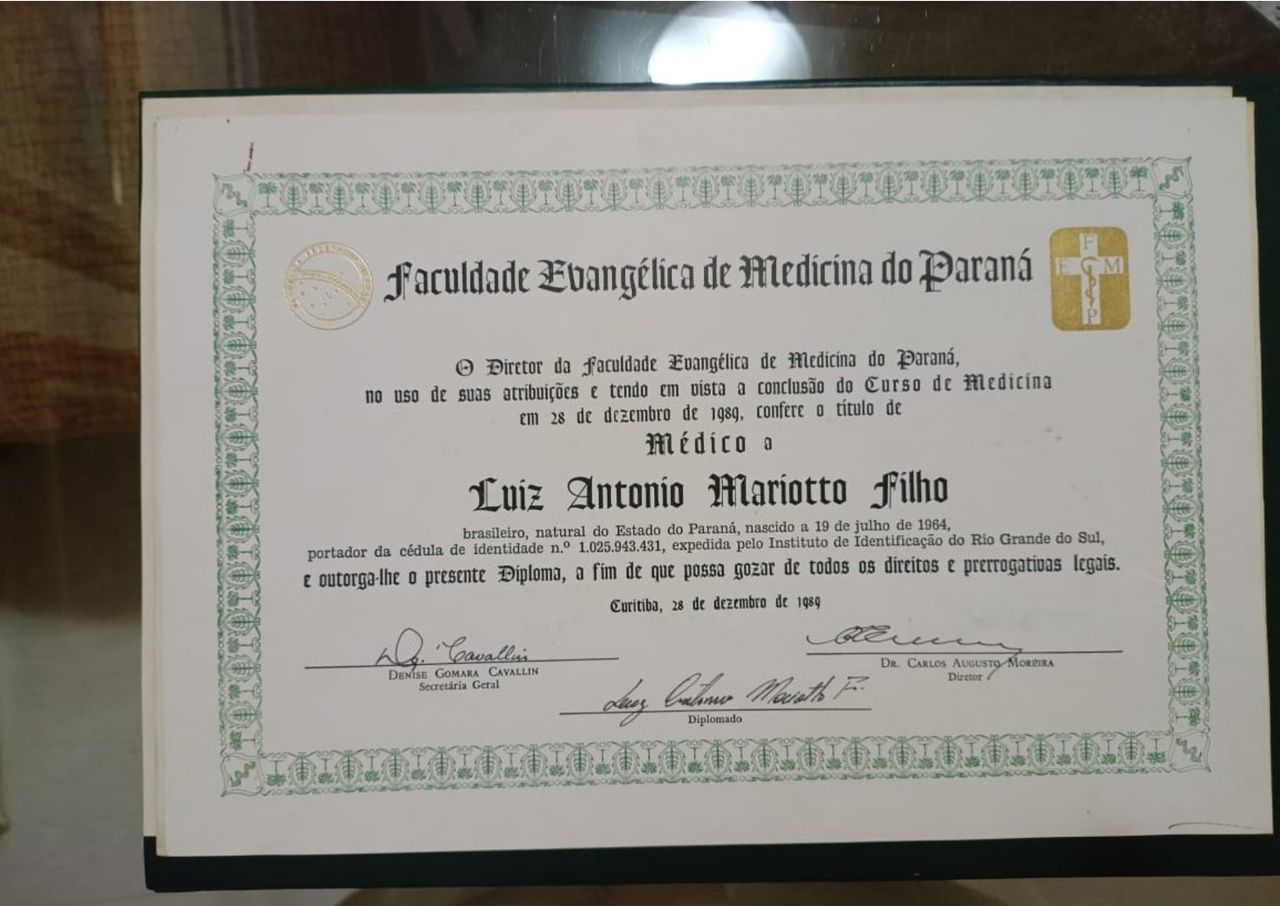 Faculdade Evangélica de Medicina do Paraná
F
E M
P
O Diretor da Faculdade Evangélica de Medicina do Paraná,
no uso de suas atribuições e tendo em vista a conclusão do Curso de Medicina
em 28 de dezembro de 1989, confere o título de
Médico a
Luiz Antonio Mariotto Filho
brasileiro, natural do Estado do Paraná, nascido a 19 de julho de 1964,
portador da cédula de identidade n.º 1.025.943.431, expedida pelo Instituto de Identificação do Rio Grande do Sul,
e outorga-lhe o presente Diploma, a fim de que possa gozar de todos os direitos e prerrogativas legais.
Curitiba, 28 de dezembro de 1989
Cavallin
DENISE GOMARA CAVALLIN
Secretária Geral
DR. CARLOS AUGUSTO MOREIRA
Diretor
Luiz Antonio Mariotto F.
Diplomado